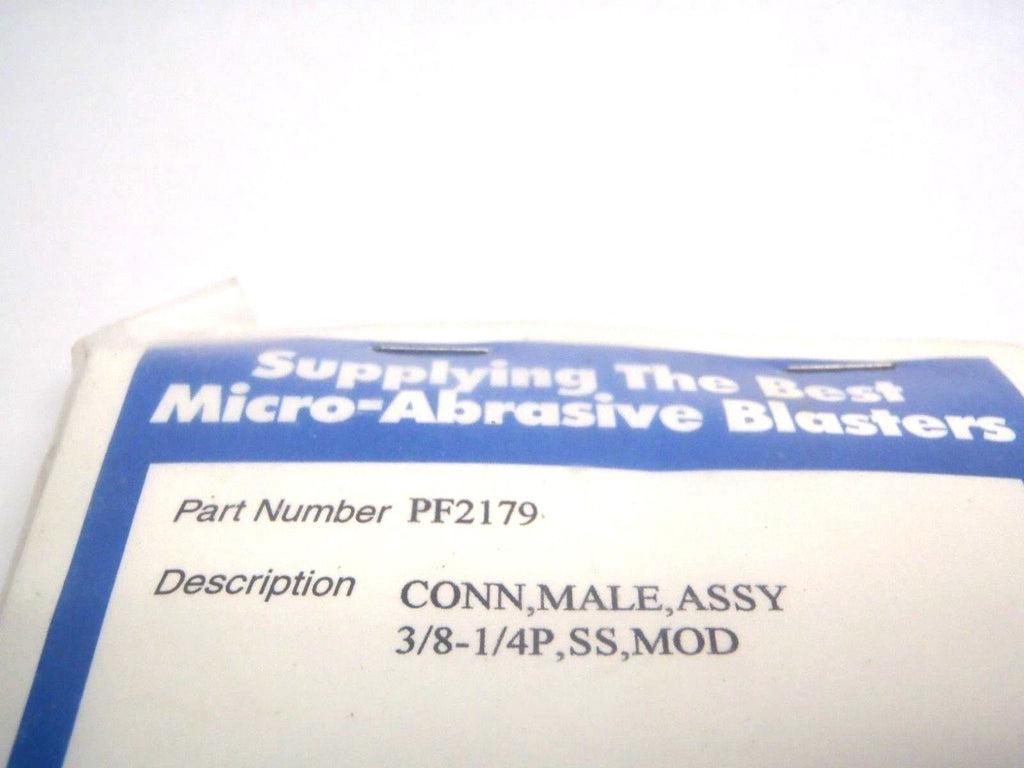 Supplying The Best
Micro-Abrasive Blasters
Part Number PF2179
Description CONN,MALE,ASSY
3/8-1/4P,SS,MOD